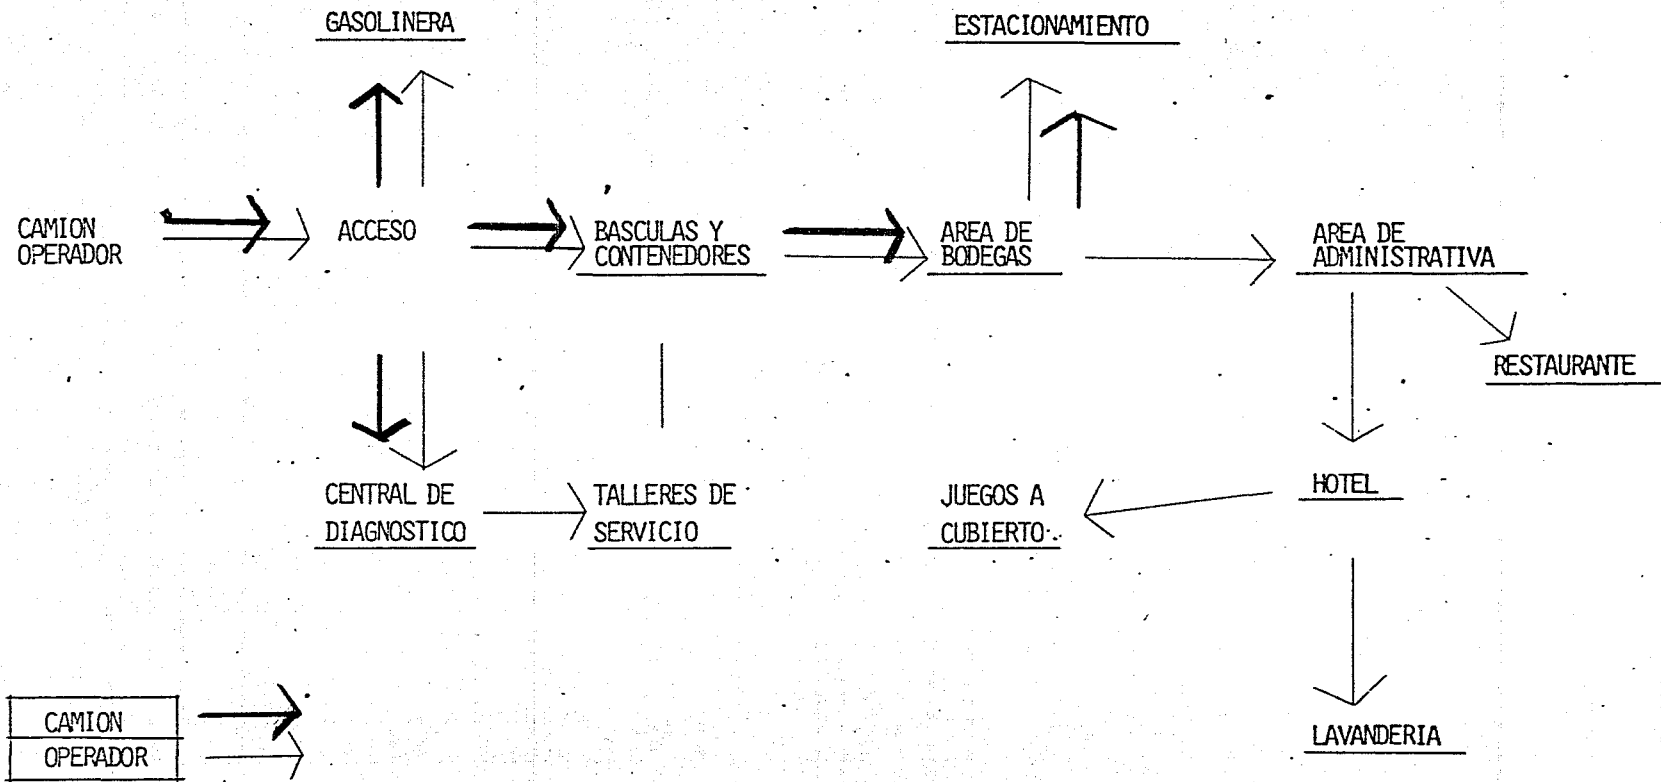 GASOLINERA
ESTACIONAMIENTO
CAMION
OPERADOR
ACCESO
BASCULAS Y
CONTENEDORES
AREA DE
BODEGAS
AREA DE
ADMINISTRATIVA
RESTAURANTE
CENTRAL DE
DIAGNOSTICO
TALLERES DE
SERVICIO
JUEGOS A
CUBIERTO
HOTEL
LAVANDERIA
CAMION
OPERADOR